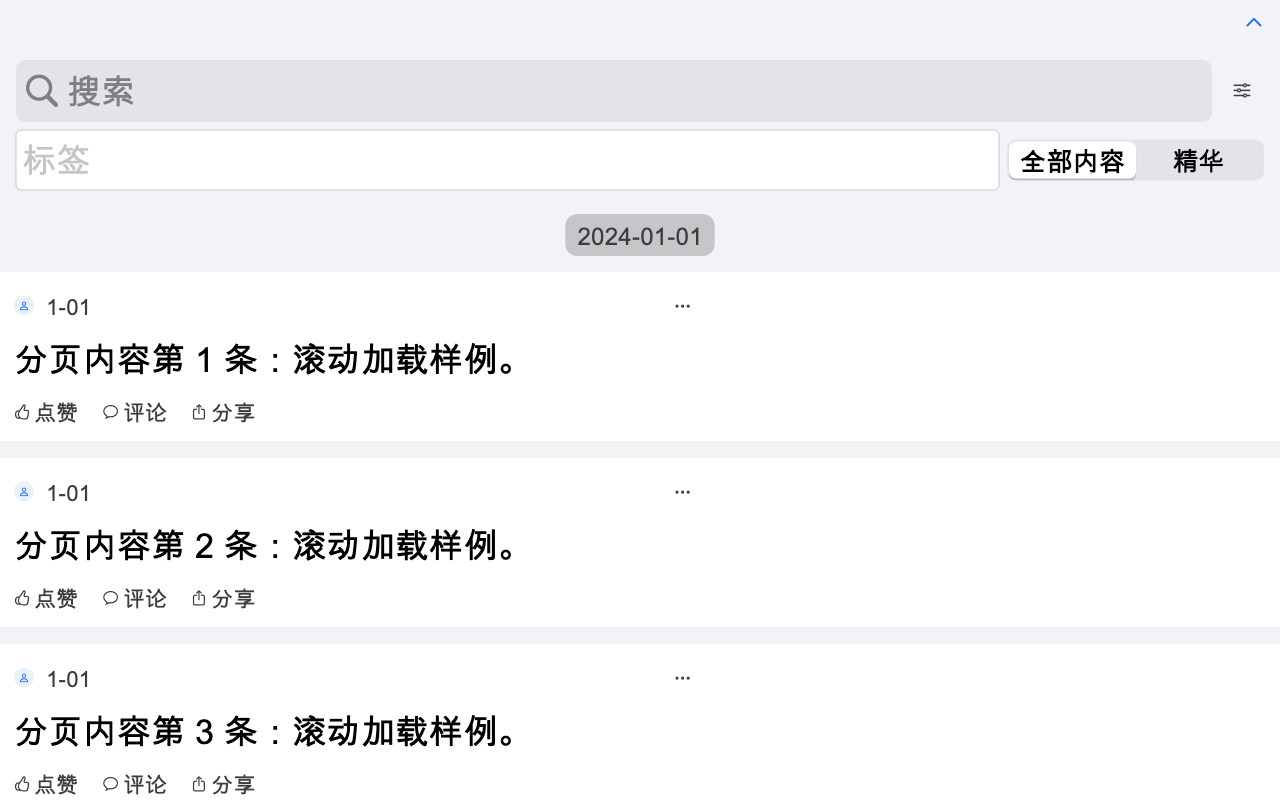 搜索
标签
全部内容 精华
2024-01-01
1-01 ···
分页内容第 1 条：滚动加载样例。
点赞 评论 分享
1-01 ···
分页内容第 2 条：滚动加载样例。
点赞 评论 分享
1-01 ···
分页内容第 3 条：滚动加载样例。
点赞 评论 分享